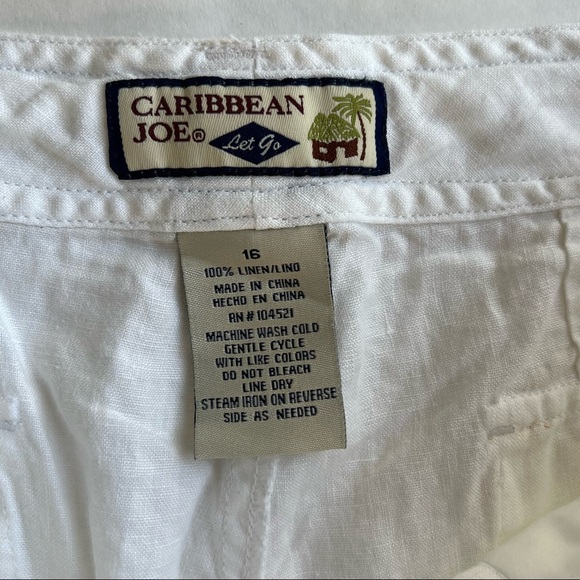 CARIBBEAN
JOE®
Let Go
16
100% LINEN/LINO
MADE IN CHINA
HECHO EN CHINA
RN # 104521
MACHINE WASH COLD
GENTLE CYCLE
WITH LIKE COLORS
DO NOT BLEACH
LINE DRY
STEAM IRON ON REVERSE
SIDE AS NEEDED